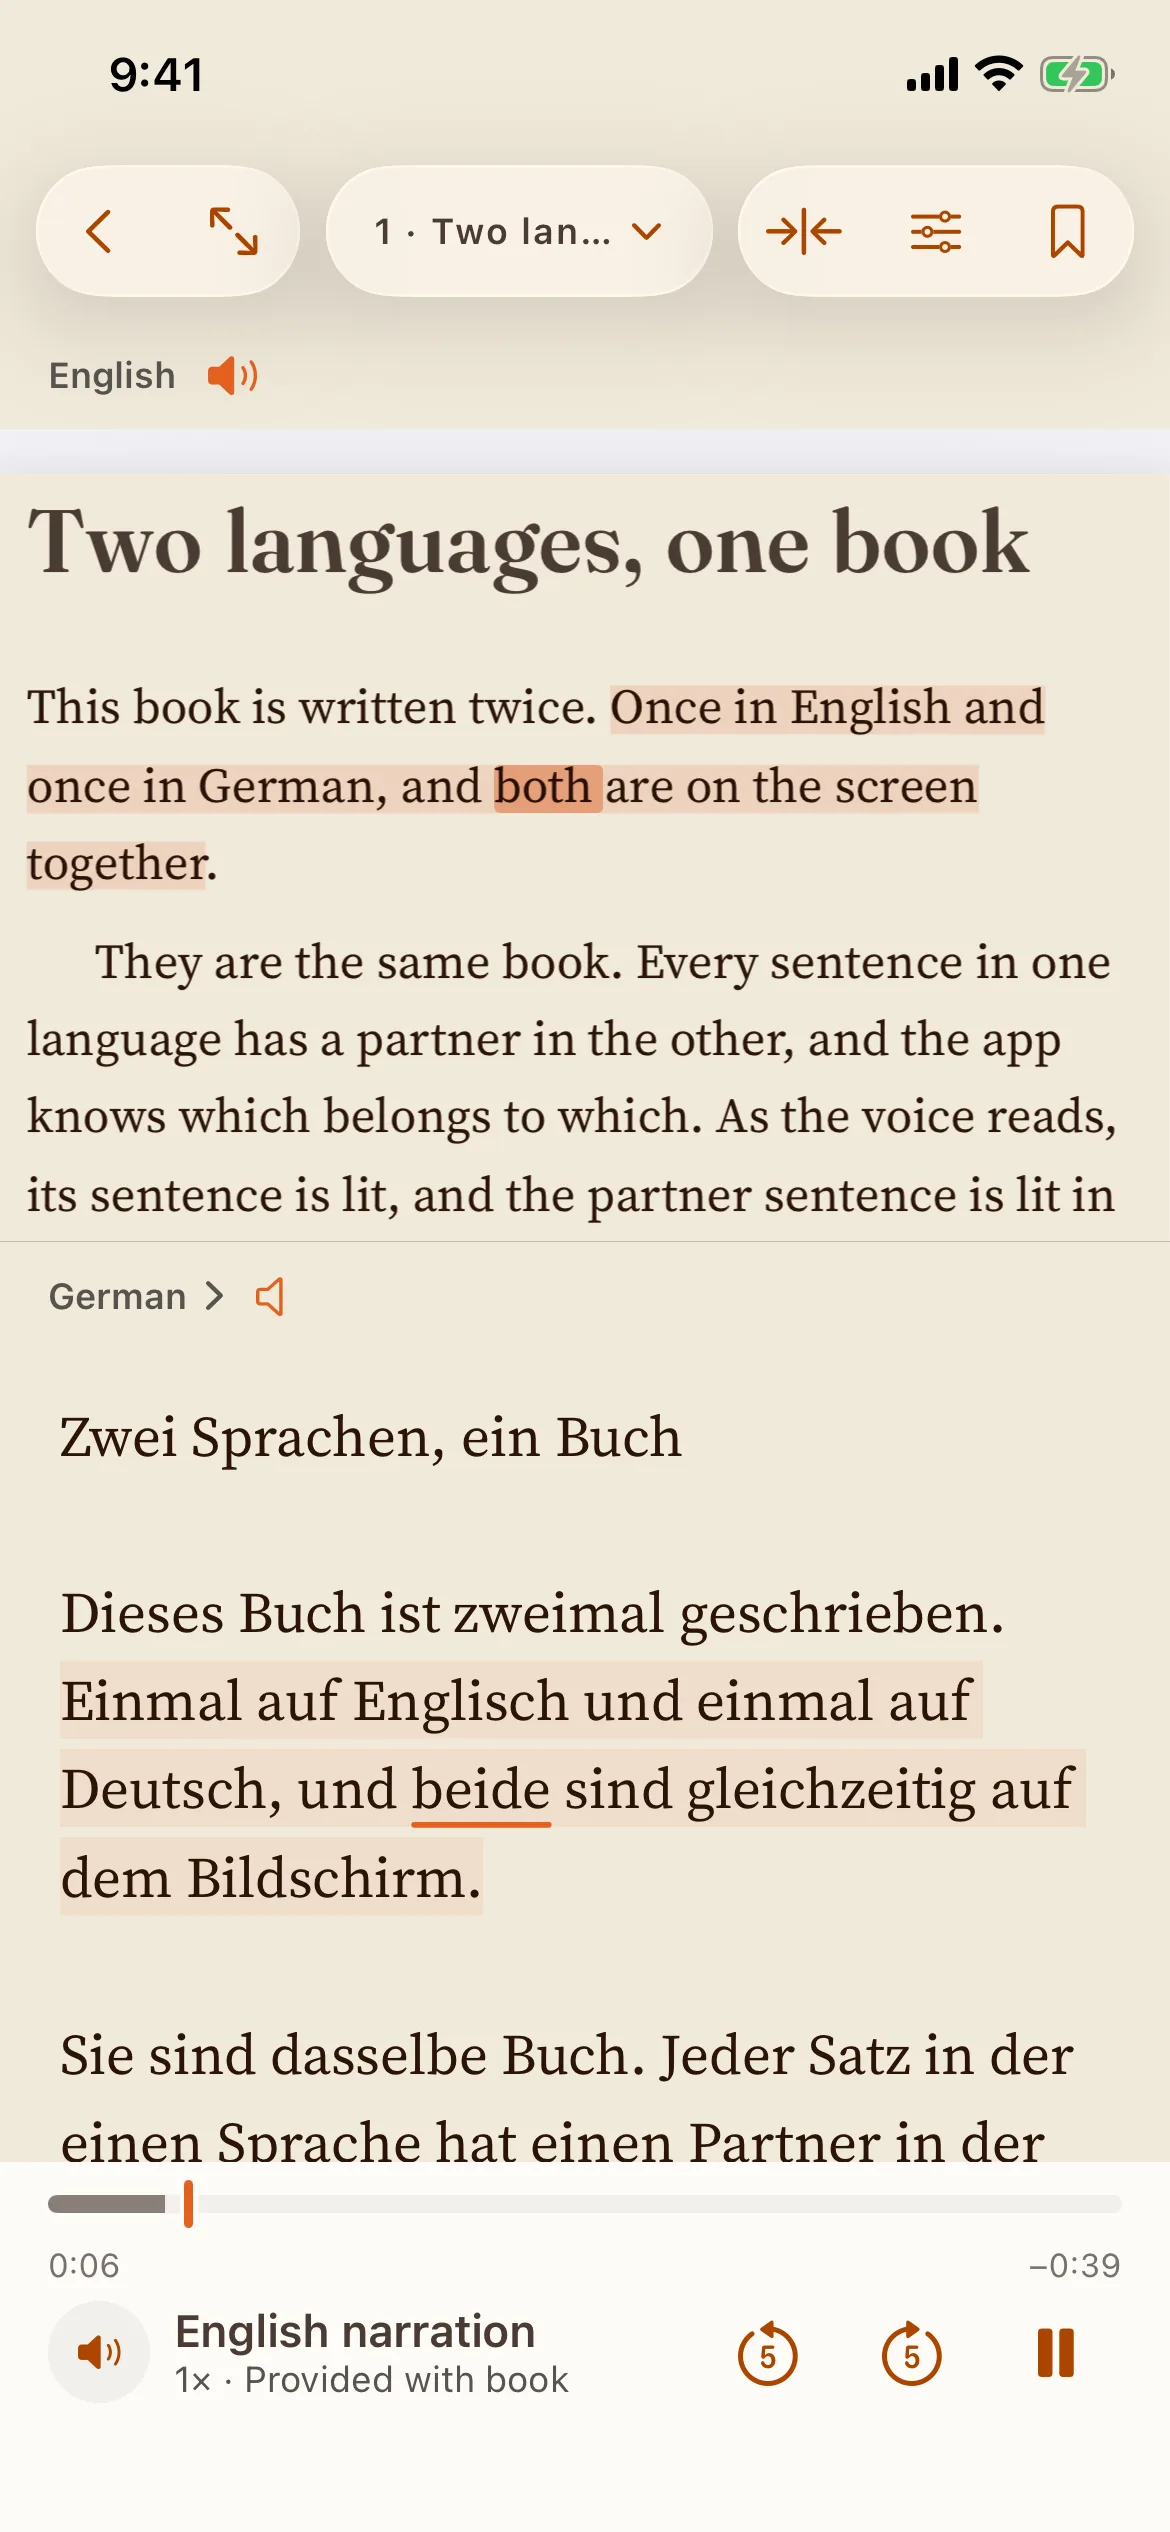 9:41
1 · Two lan...
English
Two languages, one book
This book is written twice. Once in English and
once in German, and both are on the screen
together.
They are the same book. Every sentence in one
language has a partner in the other, and the app
knows which belongs to which. As the voice reads,
its sentence is lit, and the partner sentence is lit in
German
Zwei Sprachen, ein Buch
Dieses Buch ist zweimal geschrieben.
Einmal auf Englisch und einmal auf
Deutsch, und beide sind gleichzeitig auf
dem Bildschirm.
Sie sind dasselbe Buch. Jeder Satz in der
einen Sprache hat einen Partner in der
0:06
–0:39
English narration
1× · Provided with book
5
5